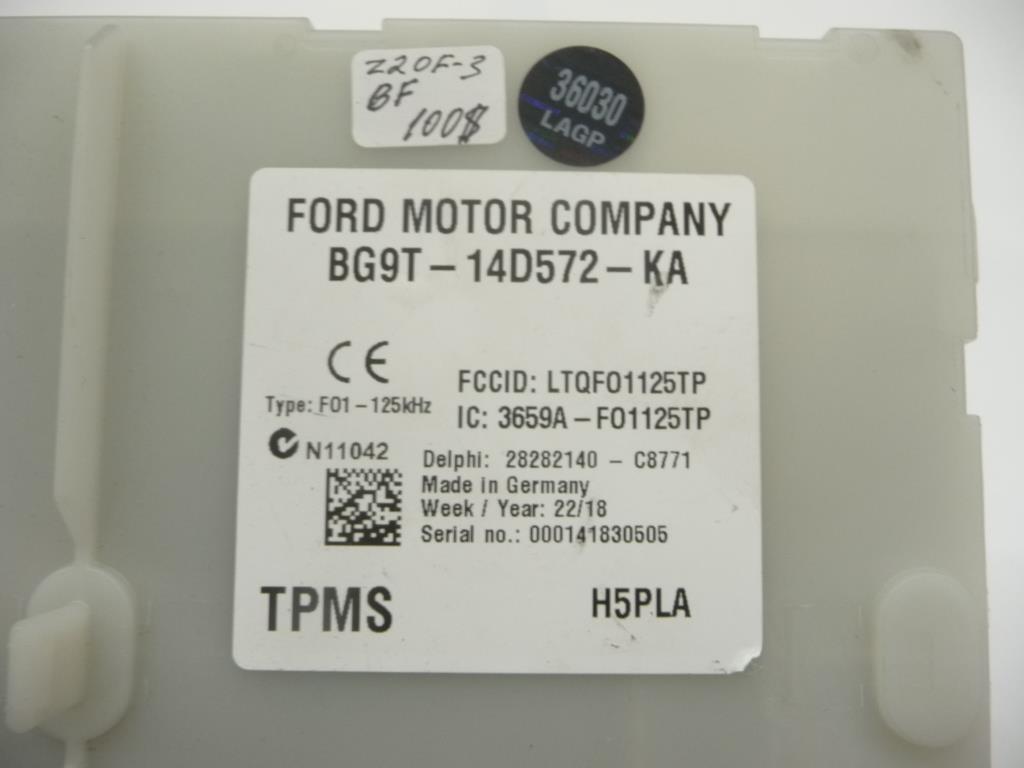 Z20F-3
BF
100$
36030
LAGP
FORD MOTOR COMPANY
BG9T – 14D572 – KA
CE
Type: F01 – 125kHz
FCCID: LTQFO1125TP
IC: 3659A – FO1125TP
N11042
Delphi: 28282140 – C8771
Made in Germany
Week / Year: 22/18
Serial no.: 000141830505
TPMS
H5PLA